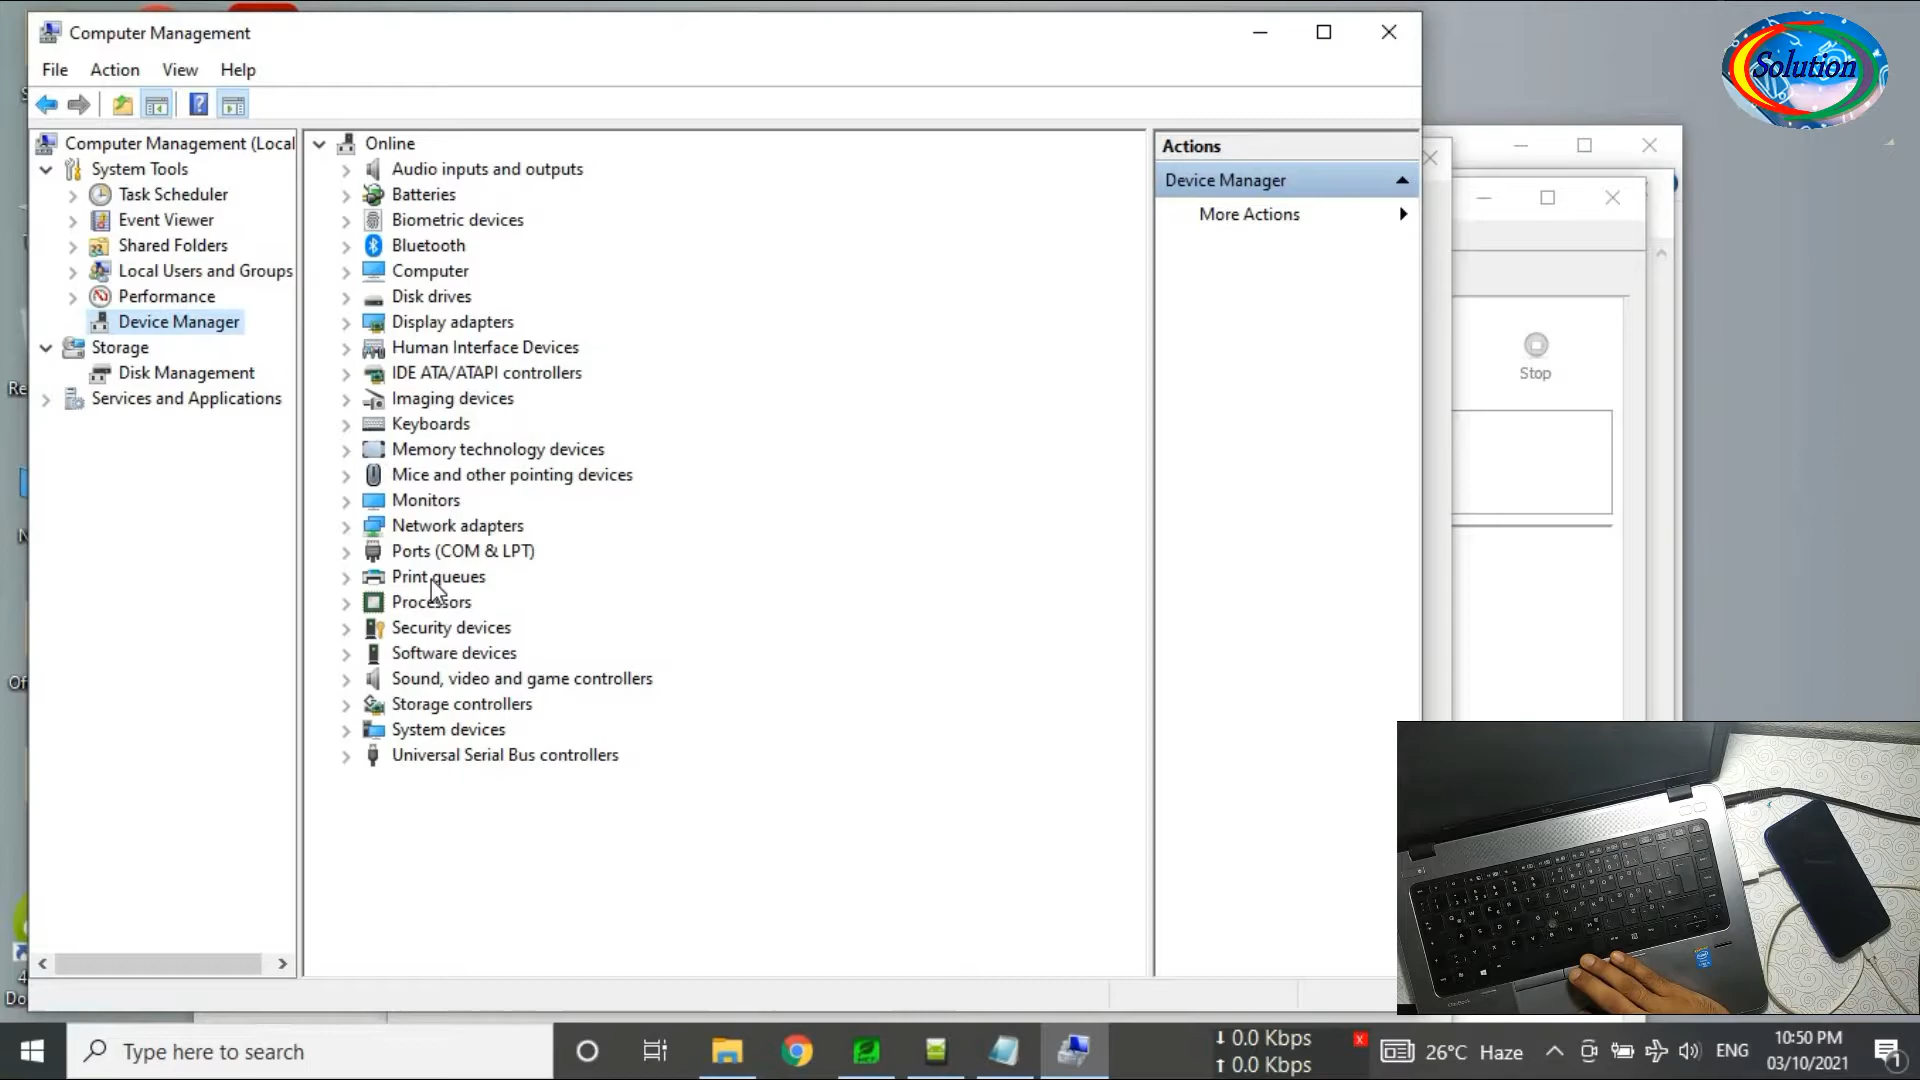 Computer Management
File Action View Help
Computer Management (Local
System Tools
Task Scheduler
Event Viewer
Shared Folders
Local Users and Groups
Performance
Device Manager
Storage
Disk Management
Services and Applications
Online
Audio inputs and outputs
Batteries
Biometric devices
Bluetooth
Computer
Disk drives
Display adapters
Human Interface Devices
IDE ATA/ATAPI controllers
Imaging devices
Keyboards
Memory technology devices
Mice and other pointing devices
Monitors
Network adapters
Ports (COM & LPT)
Print queues
Processors
Security devices
Software devices
Sound, video and game controllers
Storage controllers
System devices
Universal Serial Bus controllers
Actions
Device Manager
More Actions
Stop
Solution
Re
Of
4
Do
Type here to search
0.0 Kbps
0.0 Kbps
26°C Haze
ENG
10:50 PM
03/10/2021
1